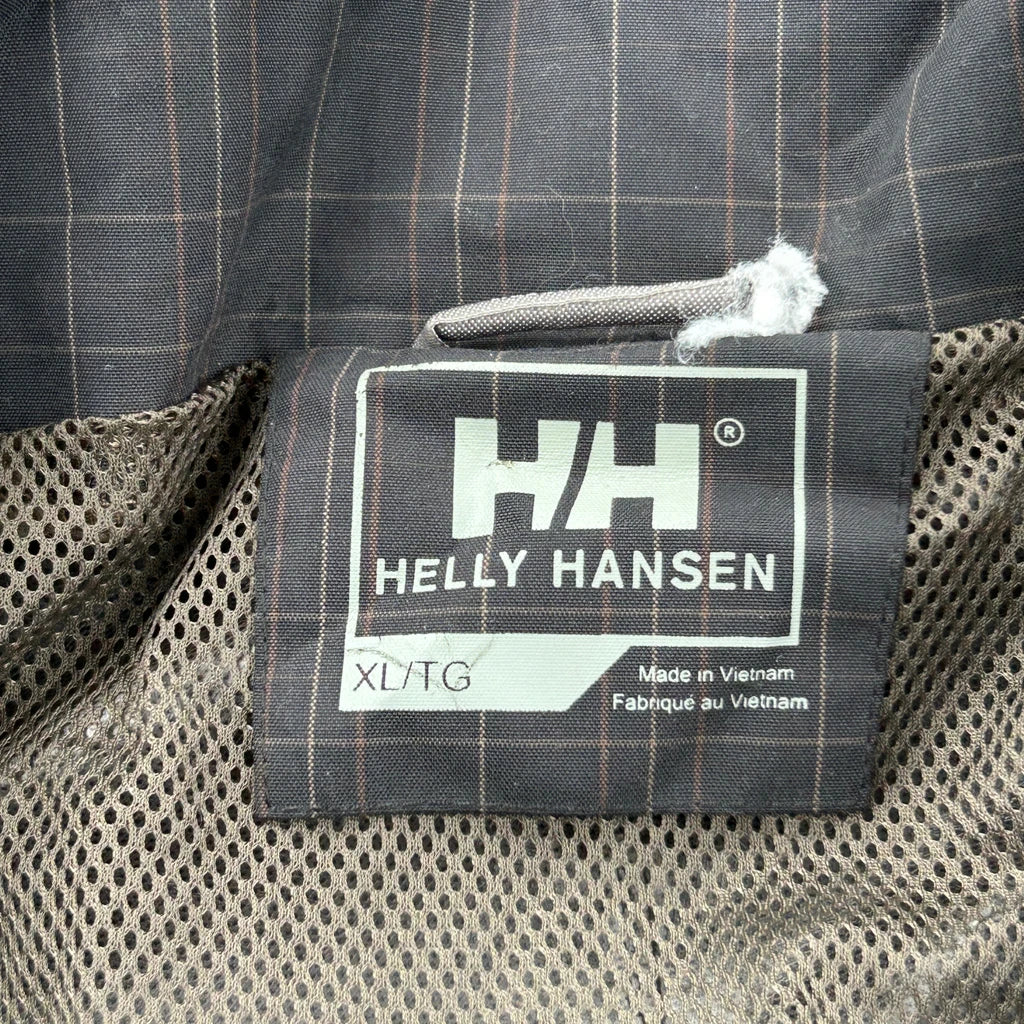 HH®
HELLY HANSEN
XL/TG
Made in Vietnam
Fabriqué au Vietnam